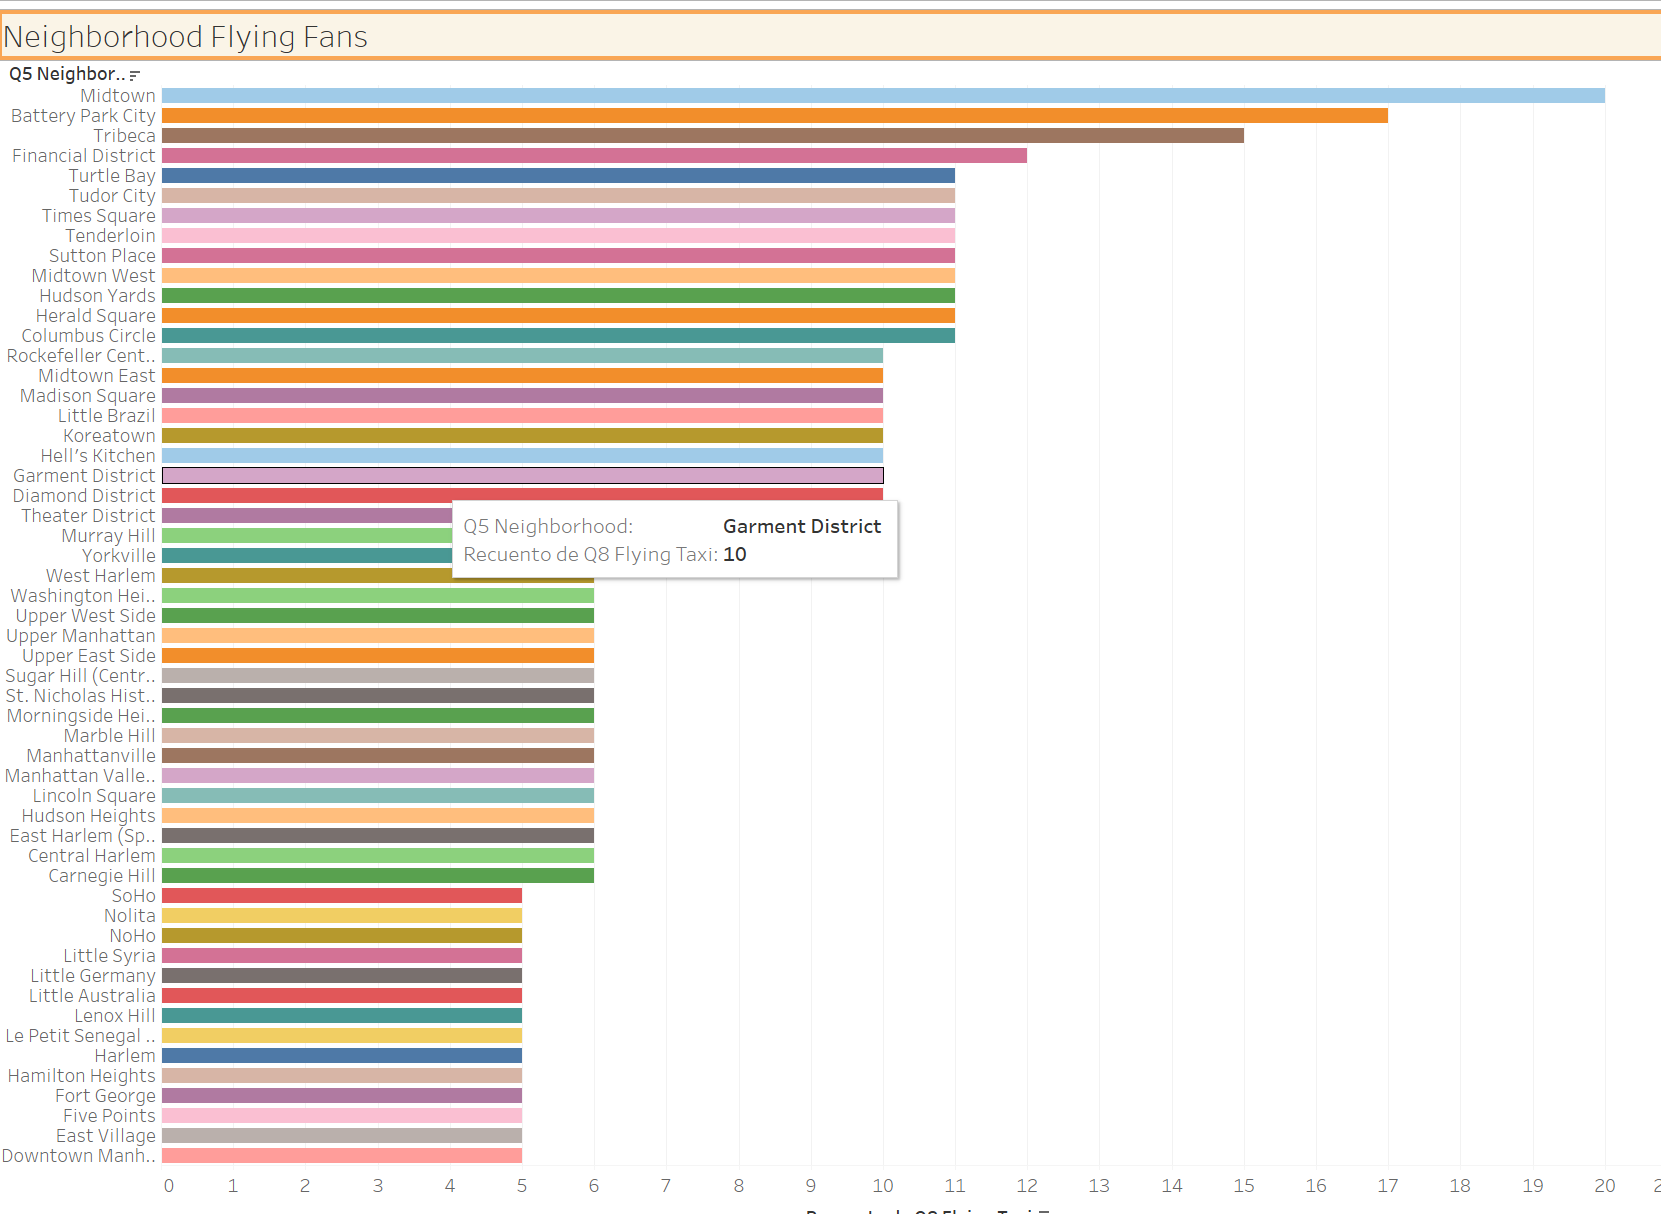 Neighborhood Flying Fans
Q5 Neighbor..
Midtown
Battery Park City
Tribeca
Financial District
Turtle Bay
Tudor City
Times Square
Tenderloin
Sutton Place
Midtown West
Hudson Yards
Herald Square
Columbus Circle
Rockefeller Cent..
Midtown East
Madison Square
Little Brazil
Koreatown
Hell's Kitchen
Garment District
Diamond District
Theater District
Q5 Neighborhood: Garment District
Murray Hill
Recuento de Q8 Flying Taxi: 10
Yorkville
West Harlem
Washington Hei..
Upper West Side
Upper Manhattan
Upper East Side
Sugar Hill (Centr..
St. Nicholas Hist..
Morningside Hei..
Marble Hill
Manhattanville
Manhattan Valle..
Lincoln Square
Hudson Heights
East Harlem (Sp..
Central Harlem
Carnegie Hill
SoHo
Nolita
NoHo
Little Syria
Little Germany
Little Australia
Lenox Hill
Le Petit Senegal ..
Harlem
Hamilton Heights
Fort George
Five Points
East Village
Downtown Manh..
0 1 2 3 4 5 6 7 8 9 10 11 12 13 14 15 16 17 18 19 20